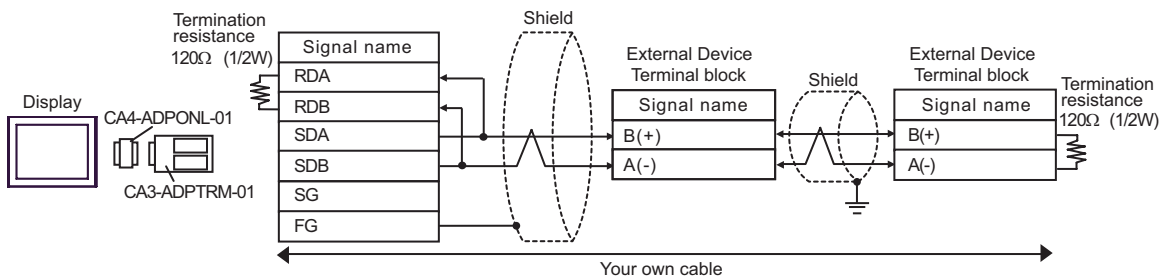 Display
CA4-ADPONL-01
CA3-ADPTRM-01
Termination
resistance
120Ω (1/2W)
Signal name
RDA
RDB
SDA
SDB
SG
FG
Shield
External Device
Terminal block
Signal name
B(+)
A(-)
Shield
External Device
Terminal block
Signal name
B(+)
A(-)
Termination
resistance
120Ω (1/2W)
Your own cable